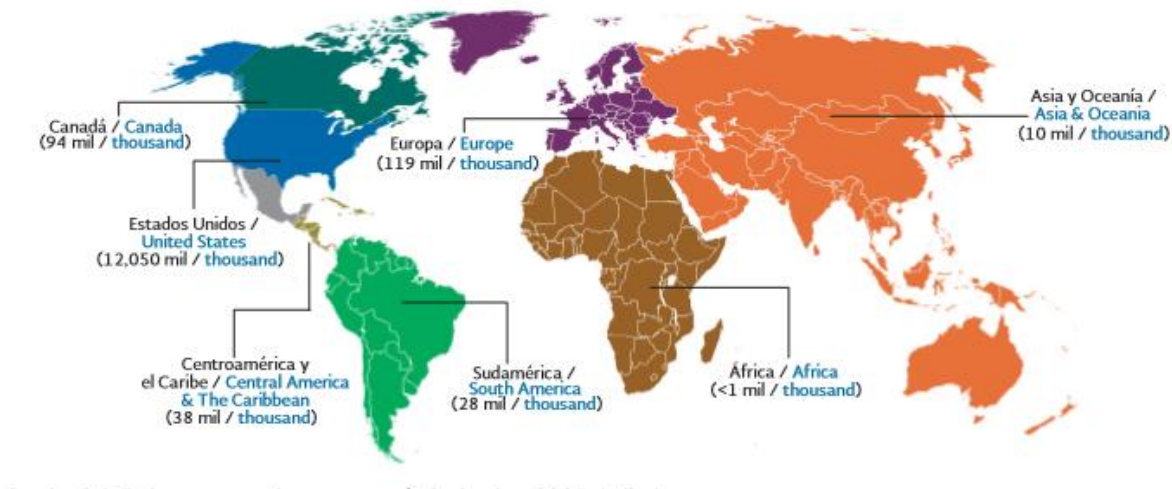 Canadá / Canada
(94 mil / thousand)
Europa / Europe
(119 mil / thousand)
Asia y Oceanía /
Asia & Oceania
(10 mil / thousand)
Estados Unidos /
United States
(12,050 mil / thousand)
Centroamérica y
el Caribe / Central America
& The Caribbean
(38 mil / thousand)
Sudamérica /
South America
(28 mil / thousand)
África / Africa
(<1 mil / thousand)